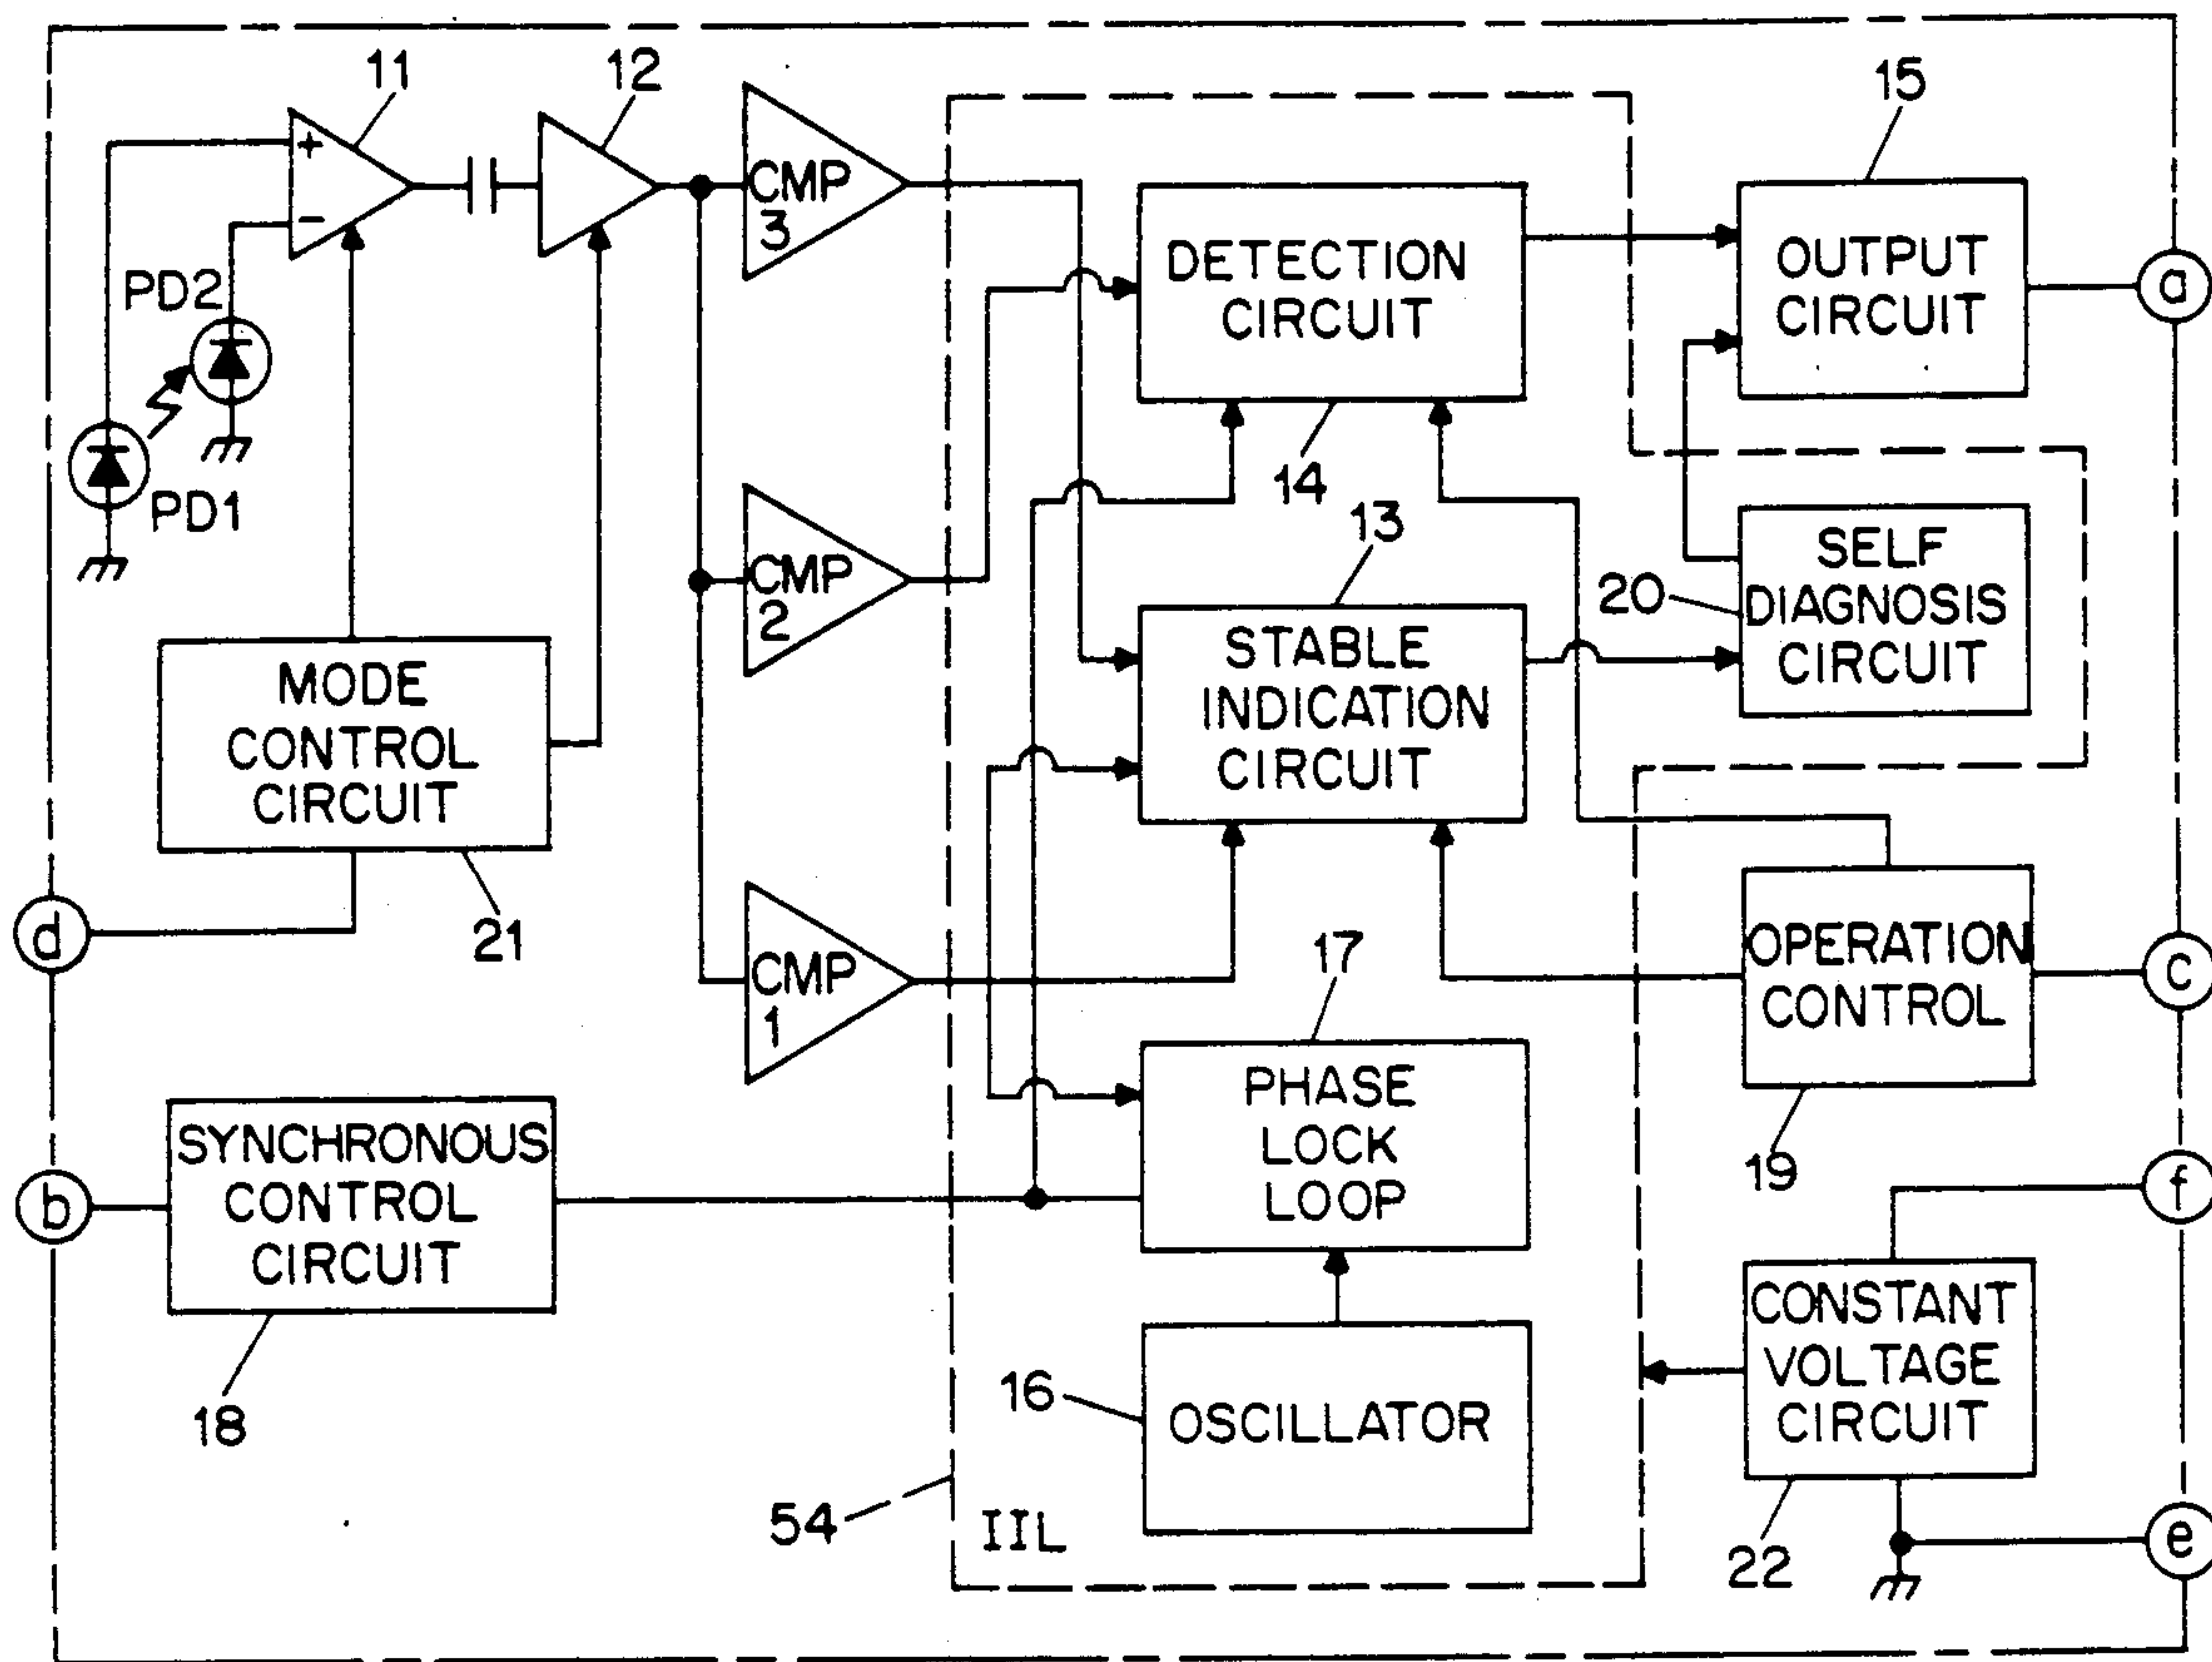 11
12
15
+
−
CMP
3
DETECTION
CIRCUIT
OUTPUT
CIRCUIT
a
PD2
PD1
14
13
CMP
2
SELF
DIAGNOSIS
CIRCUIT
20
STABLE
INDICATION
CIRCUIT
MODE
CONTROL
CIRCUIT
21
d
CMP
1
17
OPERATION
CONTROL
c
19
PHASE
LOCK
LOOP
SYNCHRONOUS
CONTROL
CIRCUIT
b
18
f
CONSTANT
VOLTAGE
CIRCUIT
16
OSCILLATOR
54
IIL
22
e